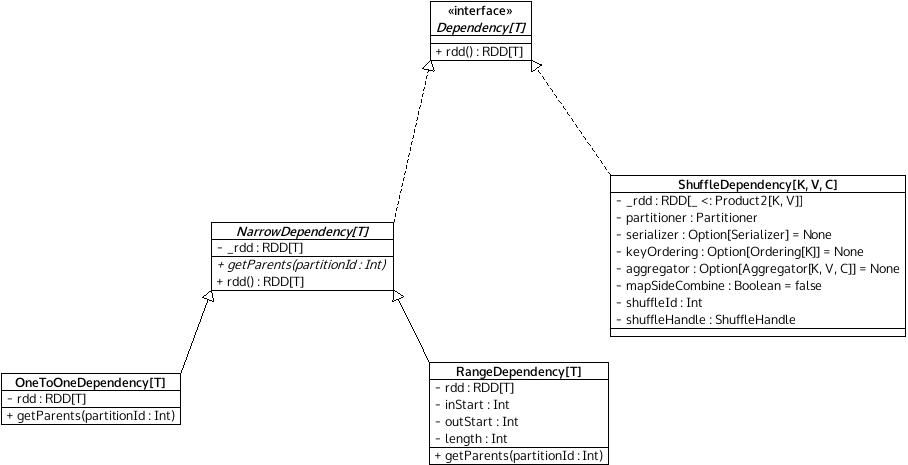 «interface»
Dependency[T]
+ rdd() : RDD[T]
ShuffleDependency[K, V, C]
- _rdd : RDD[_ <: Product2[K, V]]
- partitioner : Partitioner
- serializer : Option[Serializer] = None
- keyOrdering : Option[Ordering[K]] = None
- aggregator : Option[Aggregator[K, V, C]] = None
- mapSideCombine : Boolean = false
- shuffleId : Int
- shuffleHandle : ShuffleHandle
NarrowDependency[T]
- _rdd : RDD[T]
+ getParents(partitionId : Int)
+ rdd() : RDD[T]
OneToOneDependency[T]
- rdd : RDD[T]
+ getParents(partitionId : Int)
RangeDependency[T]
- rdd : RDD[T]
- inStart : Int
- outStart : Int
- length : Int
+ getParents(partitionId : Int)